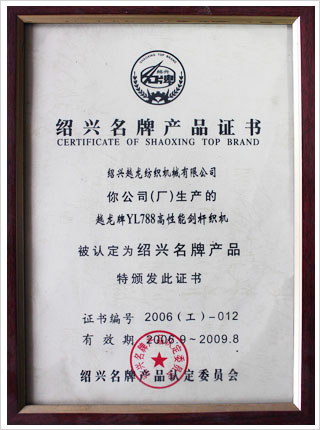 绍兴名牌产品证书
CERTIFICATE OF SHAOXING TOP BRAND
绍兴越龙纺织机械有限公司
你公司(厂)生产的
越龙牌YL788高性能剑杆织机
被认定为绍兴名牌产品
特颁发此证书
证书编号 2006(工)-012
有效期 2006.9~2009.8
绍兴名牌产品认定委员会